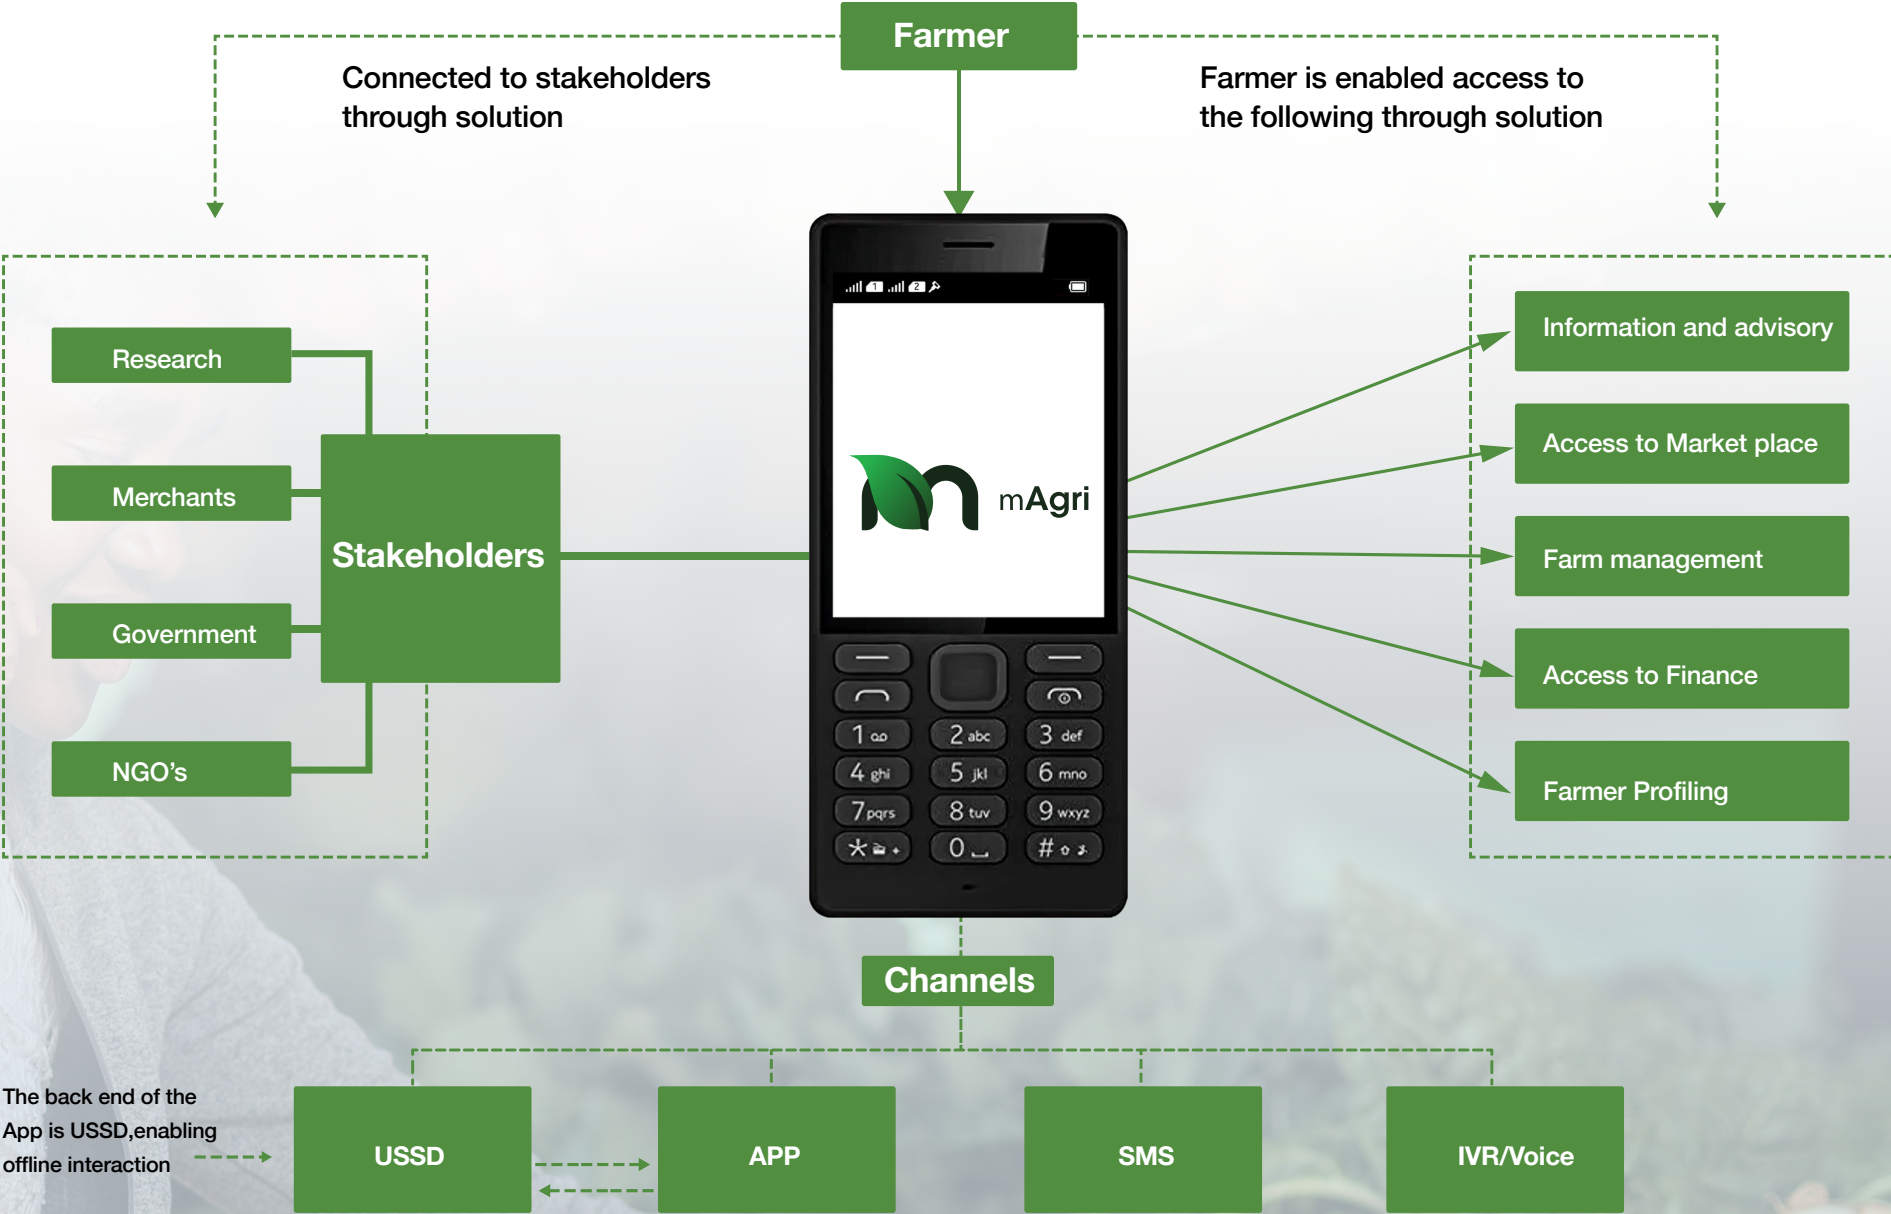 Farmer
Connected to stakeholders
through solution
Farmer is enabled access to
the following through solution
Research
Merchants
Government
NGO's
Stakeholders
1 2
mAgri
1
2 abc
3 def
4 ghi
5 jkl
6 mno
7 pqrs
8 tuv
9 wxyz
* +
0
#
Information and advisory
Access to Market place
Farm management
Access to Finance
Farmer Profiling
Channels
The back end of the
App is USSD,enabling
offline interaction
USSD
APP
SMS
IVR/Voice